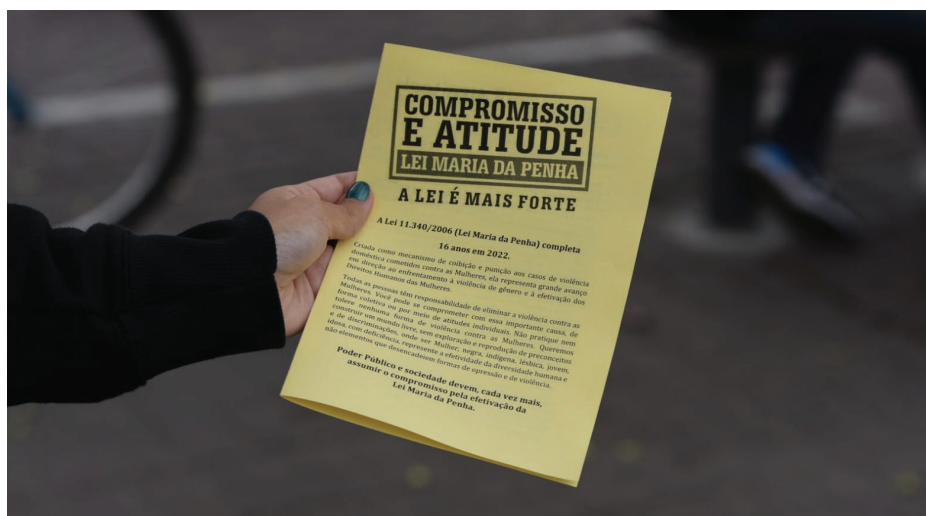 COMPROMISSO
E ATITUDE
LEI MARIA DA PENHA
A LEI É MAIS FORTE
A Lei 11.340/2006 (Lei Maria da Penha) completa
16 anos em 2022.
Criada como mecanismo de coibição e punição aos casos de violência
doméstica cometidos contra as Mulheres, ela representa grande avanço
em direção ao enfrentamento à violência de gênero e à efetivação dos
Direitos Humanos das Mulheres.
Todas as pessoas têm responsabilidade de eliminar a violência contra as
Mulheres. Você pode se comprometer com essa importante causa, de
forma coletiva ou por meio de atitudes individuais. Não pratique nem
tolere nenhuma forma de violência contra as Mulheres. Queremos
construir um mundo livre, sem exploração e reprodução de preconceitos
e de discriminações, onde ser Mulher, negra, indígena, lésbica, jovem,
idosa, com deficiência, represente a efetividade da diversidade humana e
não elementos que desencadeiem formas de opressão e de violência.
Poder Público e sociedade devem, cada vez mais,
assumir o compromisso pela efetivação da
Lei Maria da Penha.